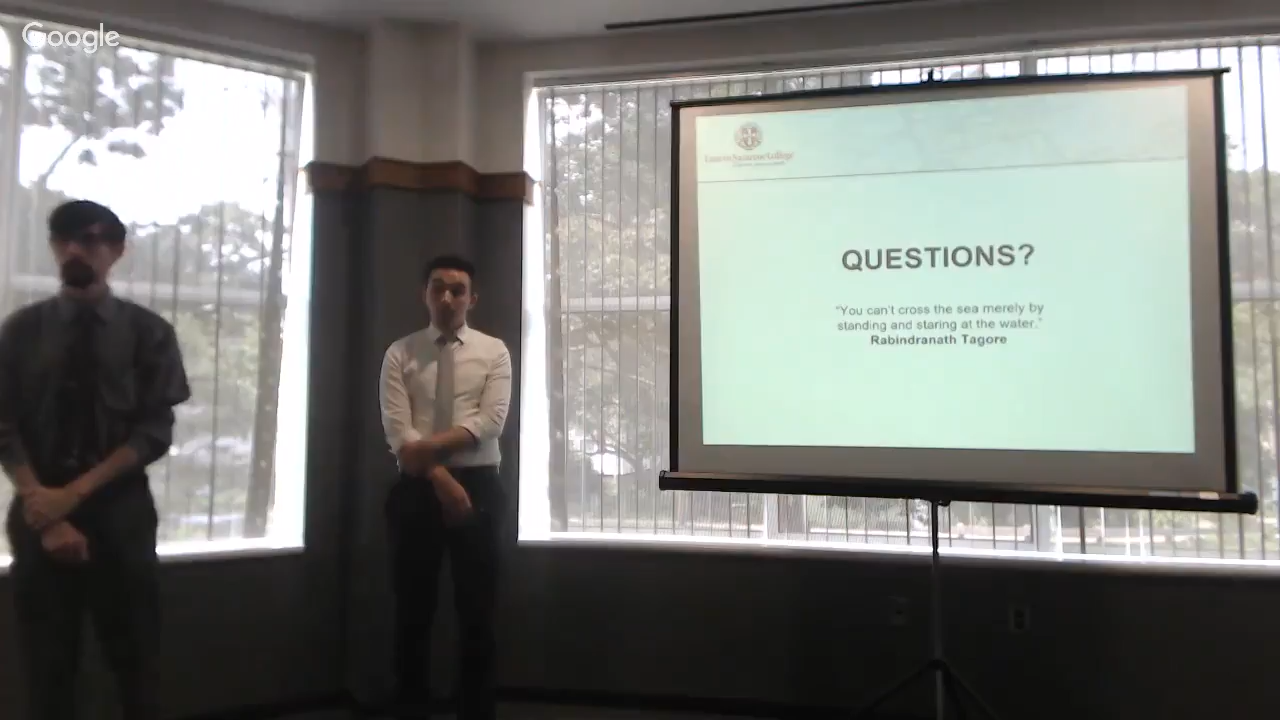 Google
QUESTIONS?
"You can't cross the sea merely by
standing and staring at the water."
Rabindranath Tagore